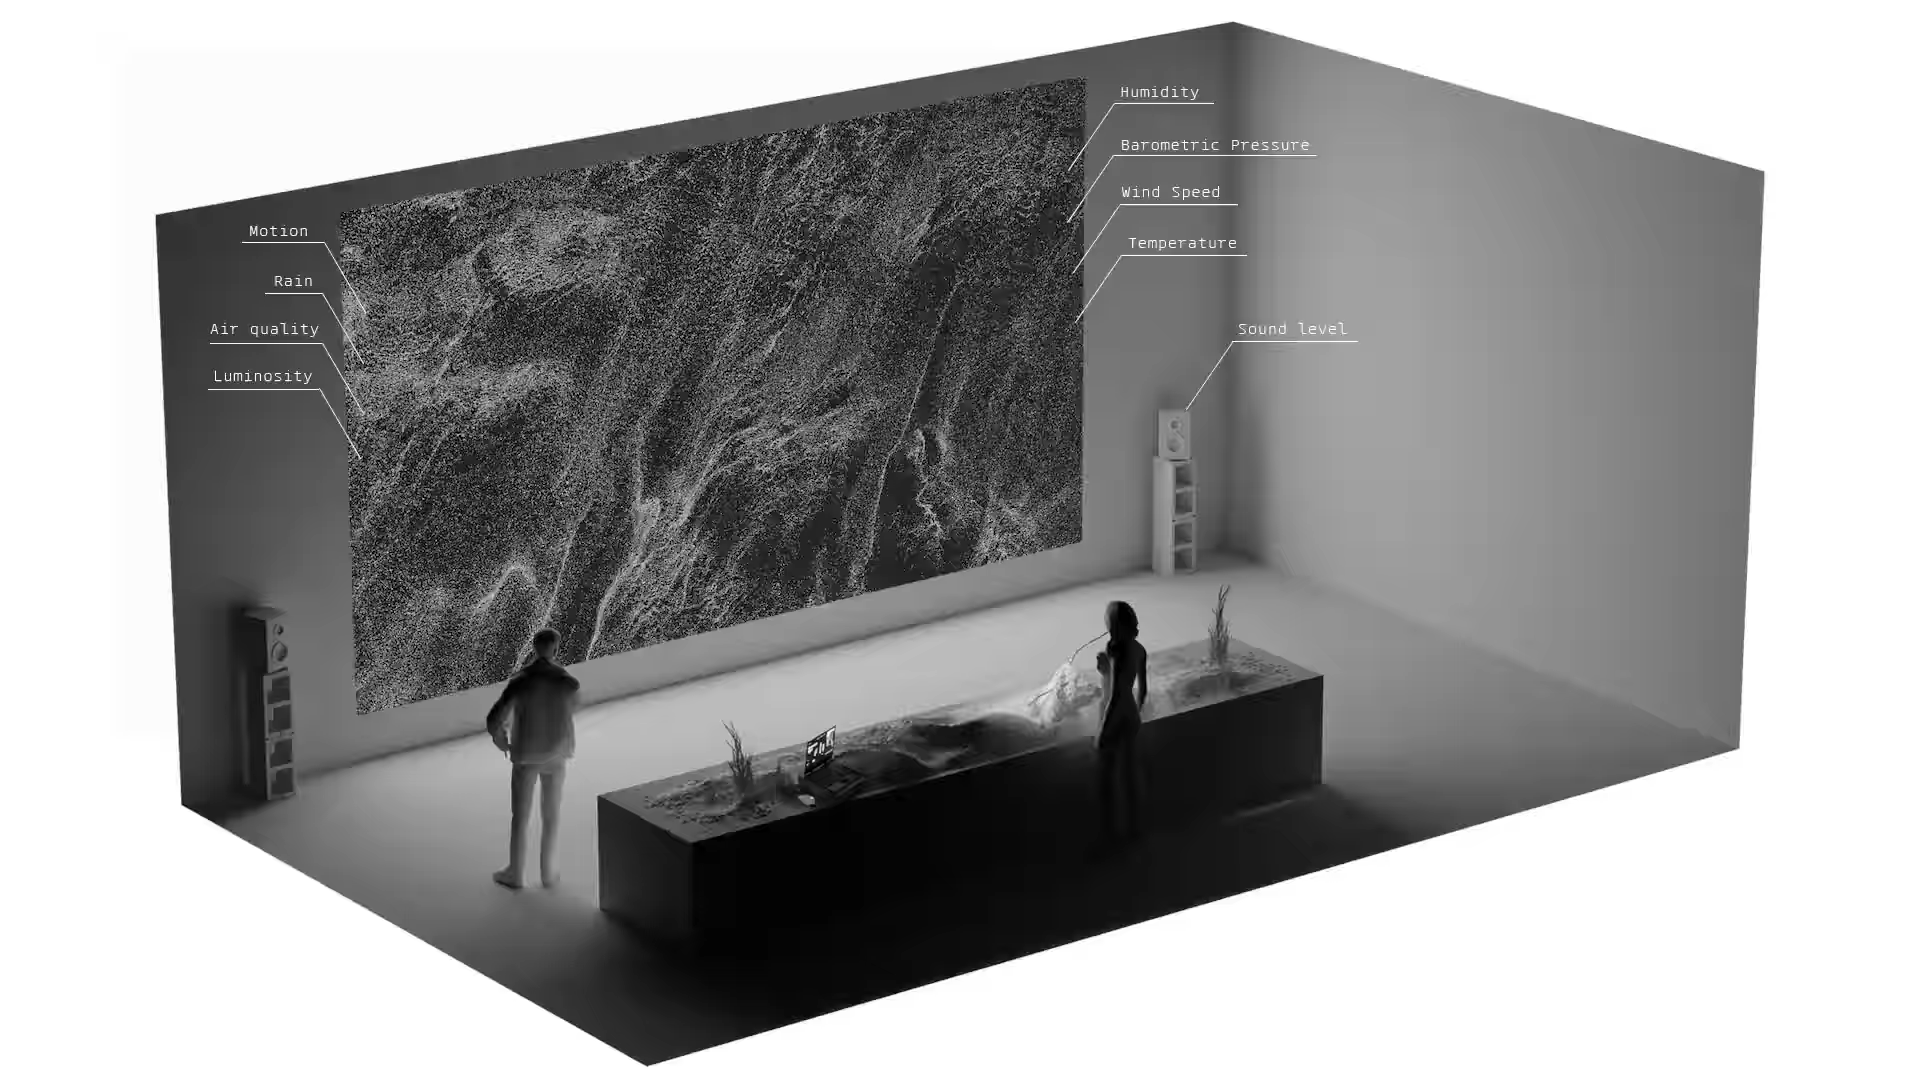 Motion
Rain
Air quality
Luminosity
Humidity
Barometric Pressure
Wind Speed
Temperature
Sound level